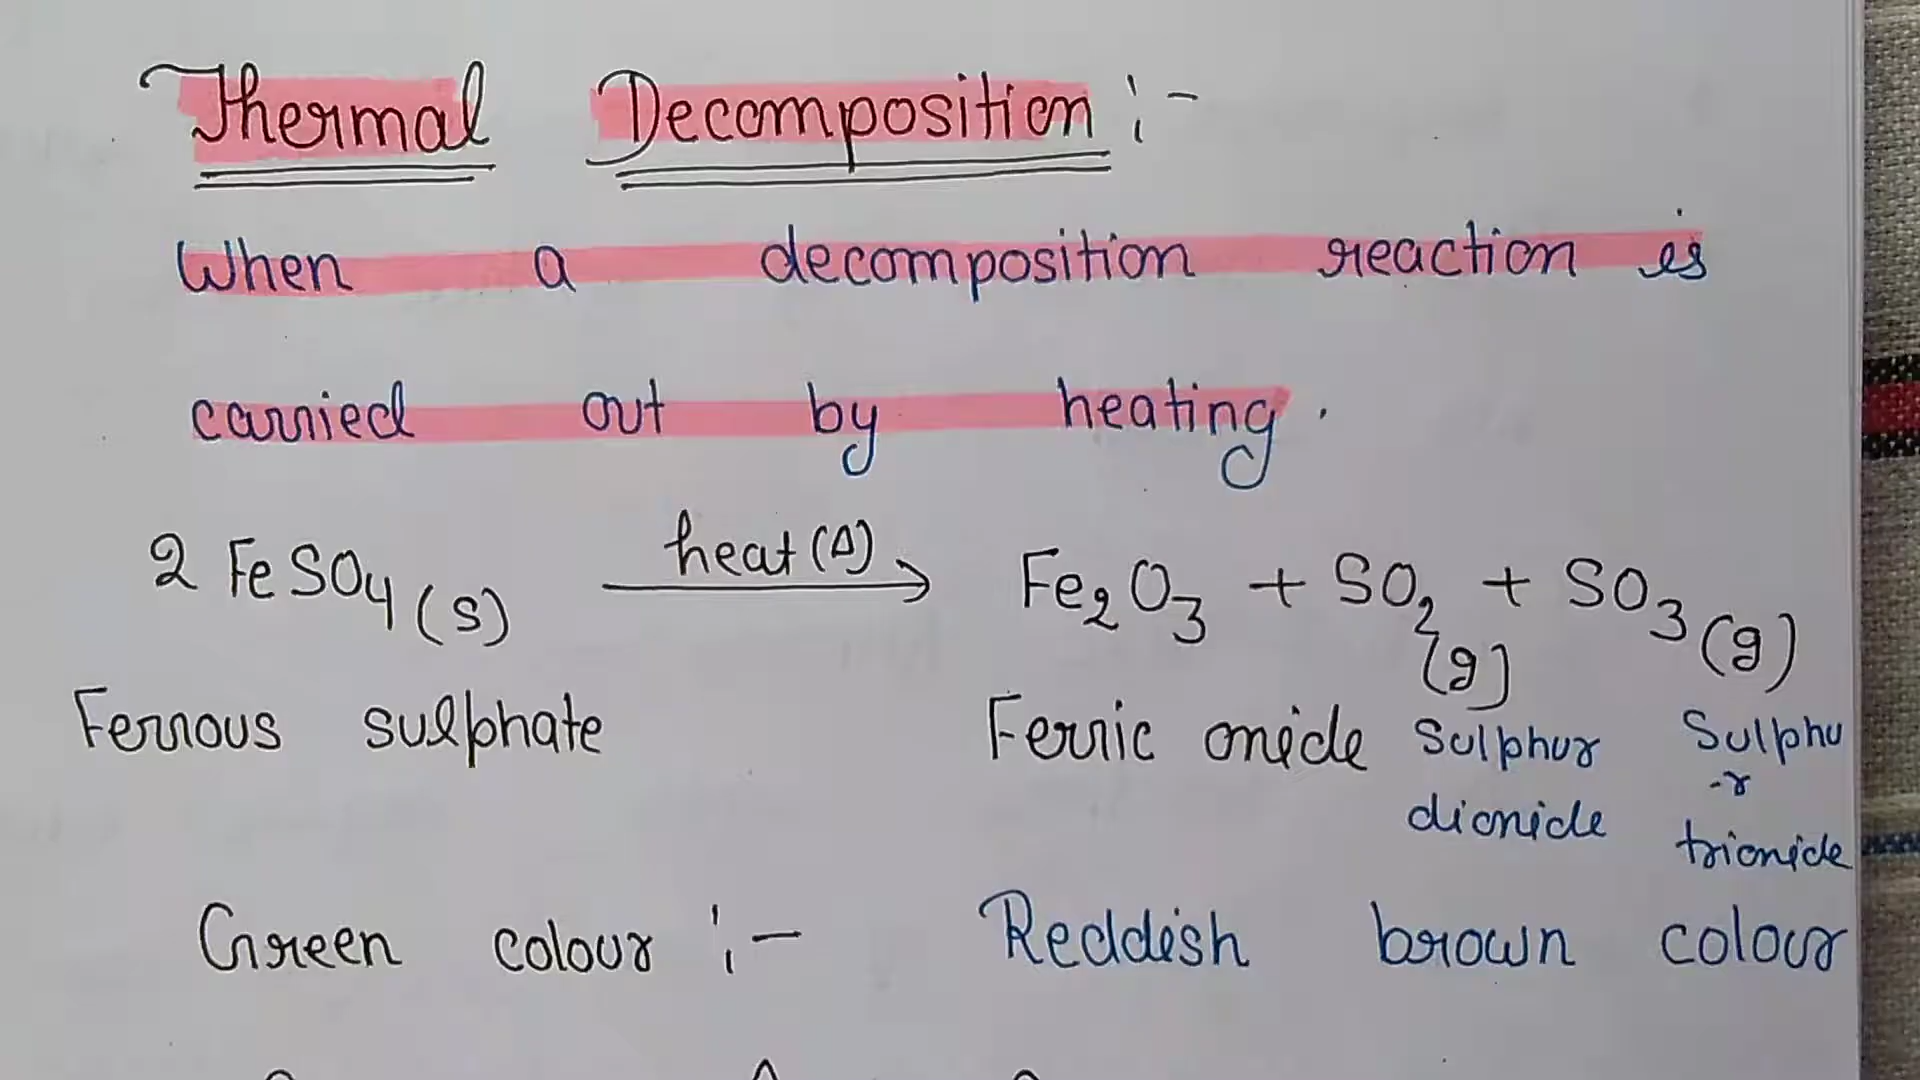 Thermal Decomposition :-
When a decomposition reaction is
carried out by heating.
2 FeSO4(s) heat (Δ) → Fe2O3 + SO2 (g) + SO3 (g)
Ferrous sulphate Ferric oxide Sulphur dioxide Sulphu-r trioxide
Green colour :- Reddish brown colour